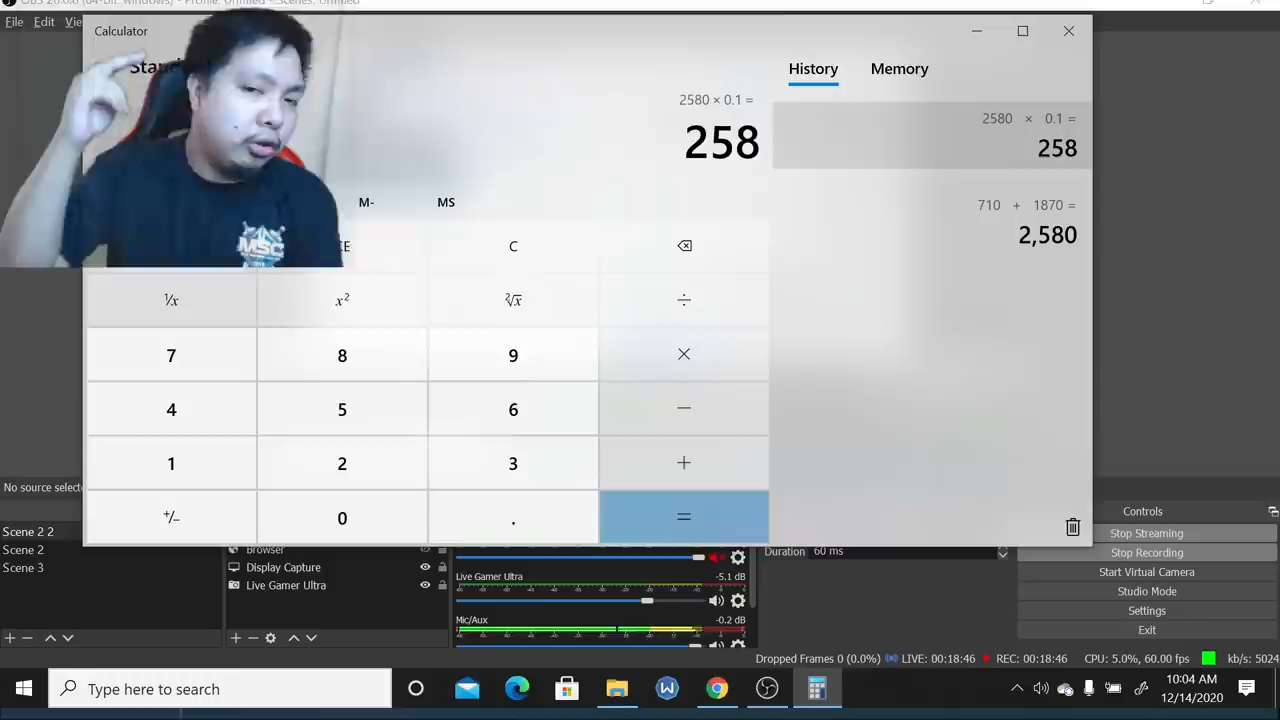 File Edit Vie
Calculator
History Memory
2580 × 0.1 =
258
2580 × 0.1 =
258
710 + 1870 =
2,580
M- MS
CE C
MSC
¹/x x² ²√x ÷
7 8 9 ×
4 5 6 −
1 2 3 +
+/− 0 . =
No source selecte
Scene 2 2
Scene 2
Scene 3
Browser
Display Capture
Live Gamer Ultra
Live Gamer Ultra -5.1 dB
Mic/Aux -0.2 dB
Duration 60 ms
Controls
Stop Streaming
Stop Recording
Start Virtual Camera
Studio Mode
Settings
Exit
Dropped Frames 0 (0.0%) LIVE: 00:18:46 REC: 00:18:46 CPU: 5.0%, 60.00 fps kb/s: 5024
Type here to search
10:04 AM
12/14/2020